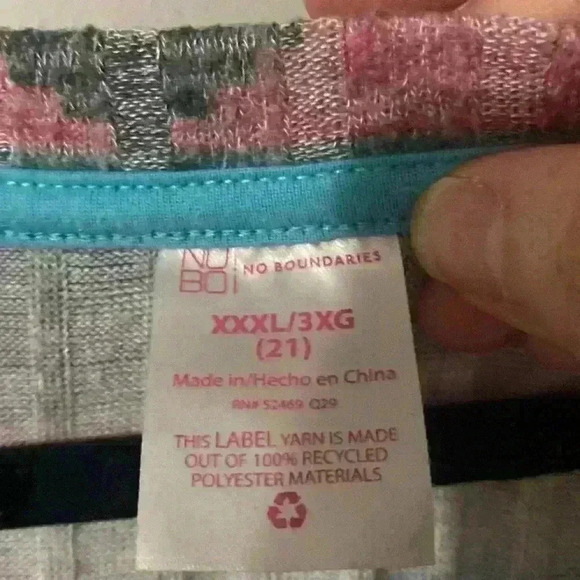 NO
BO
NO BOUNDARIES
XXXL/3XG
(21)
Made in/Hecho en China
RN# 52469 Q29
THIS LABEL YARN IS MADE
OUT OF 100% RECYCLED
POLYESTER MATERIALS